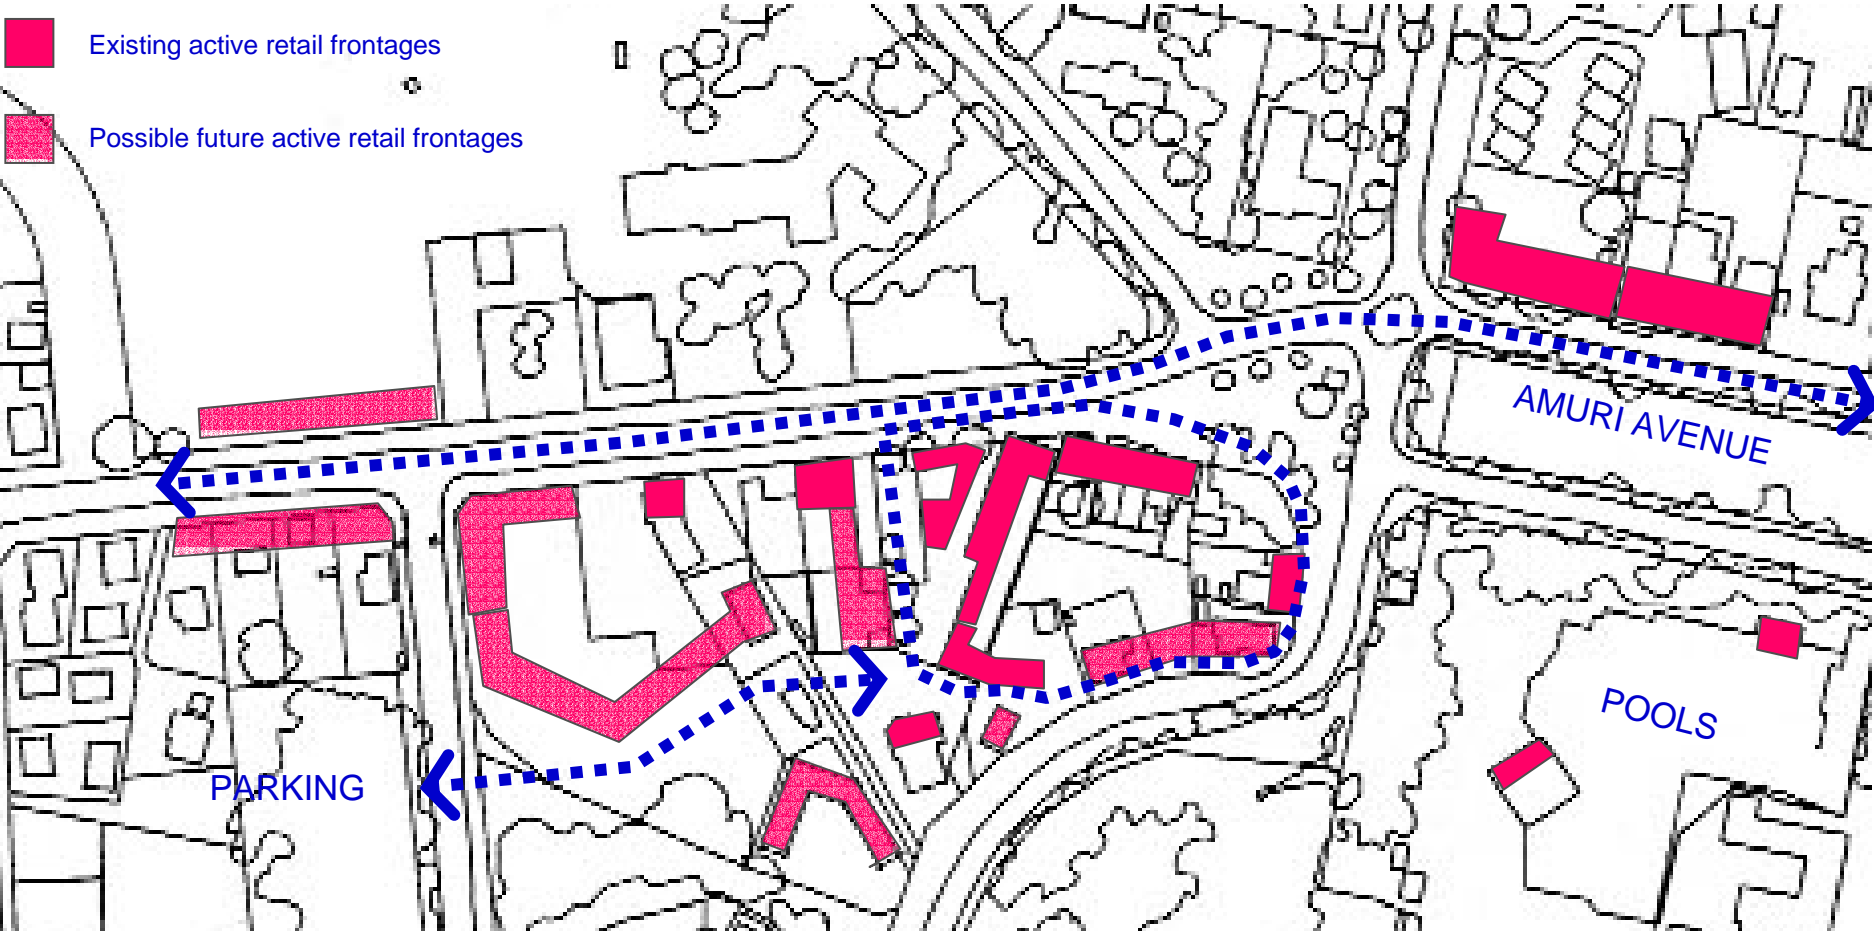 Existing active retail frontages
Possible future active retail frontages
AMURI AVENUE
POOLS
PARKING